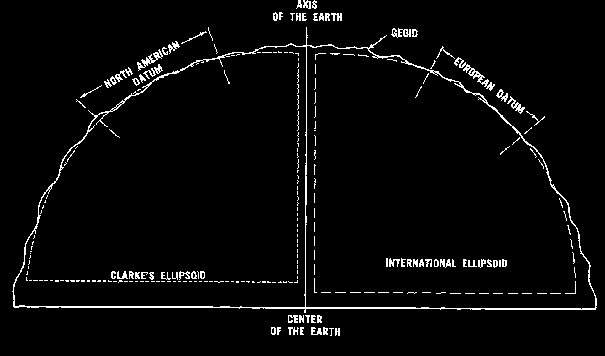 AXIS
OF THE EARTH
GEOID
NORTH AMERICAN
DATUM
EUROPEAN DATUM
CLARKE'S ELLIPSOID
INTERNATIONAL ELLIPSOID
CENTER
OF THE EARTH